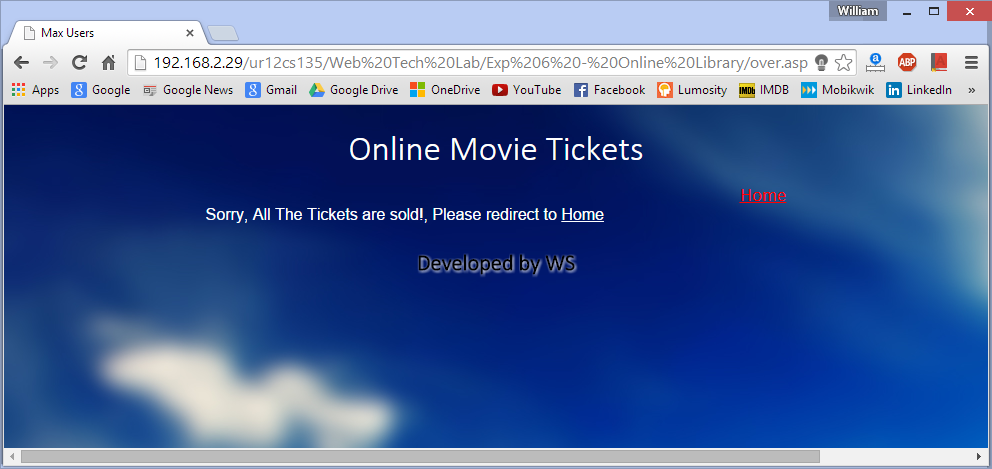 William
Max Users
192.168.2.29/ur12cs135/Web%20Tech%20Lab/Exp%206%20-%20Online%20Library/over.asp
ABP
Apps Google Google News Gmail Google Drive OneDrive YouTube Facebook Lumosity IMDB Mobikwik LinkedIn »
Online Movie Tickets
Home
Sorry, All The Tickets are sold!, Please redirect to Home
Developed by WS